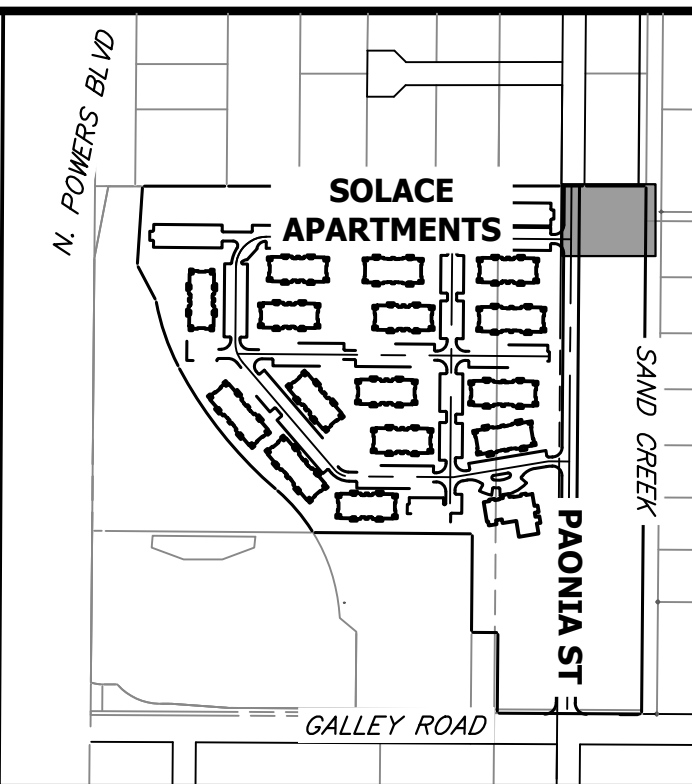 N. POWERS BLVD
SOLACE
APARTMENTS
SAND CREEK
PAONIA ST
GALLEY ROAD